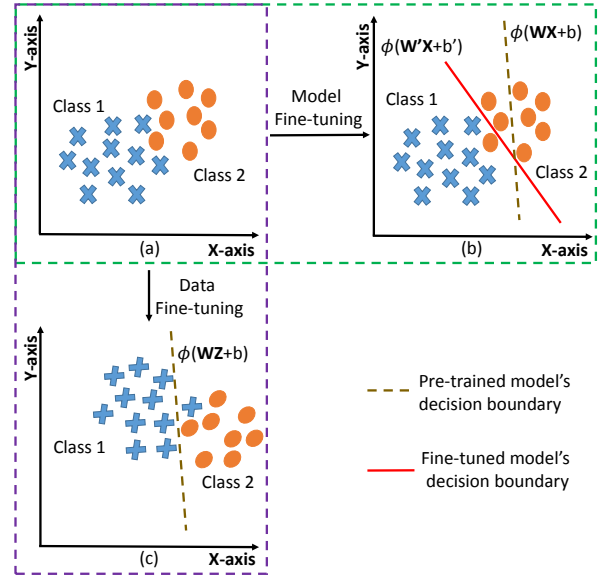 Y-axis
Class 1
Class 2
X-axis
(a)
Model
Fine-tuning
Y-axis
ϕ(W'X+b')
ϕ(WX+b)
Class 1
Class 2
X-axis
(b)
Data
Fine-tuning
Y-axis
ϕ(WZ+b)
Class 1
Class 2
X-axis
(c)
Pre-trained model's
decision boundary
Fine-tuned model's
decision boundary